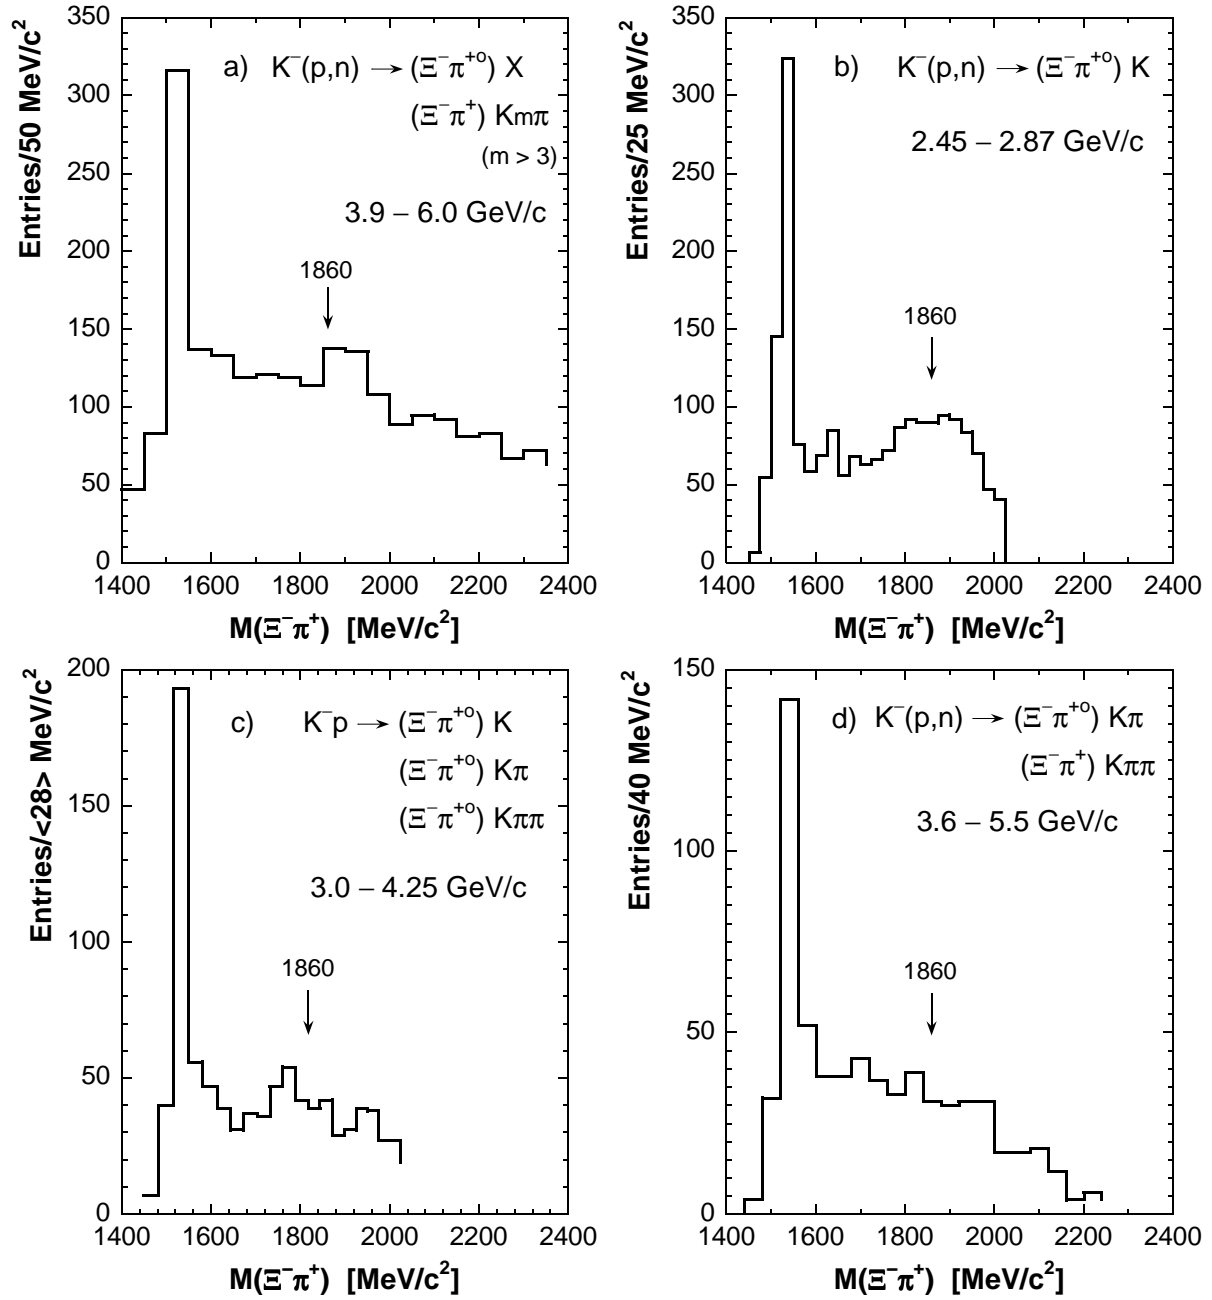 Entries/50 MeV/c²
350
300
250
200
150
100
50
0
a) K⁻(p,n) → (Ξ⁻π⁺ᵒ) X
(Ξ⁻π⁺) Kmπ
(m > 3)
3.9 – 6.0 GeV/c
1860
1400 1600 1800 2000 2200 2400
M(Ξ⁻π⁺) [MeV/c²]
Entries/25 MeV/c²
350
300
250
200
150
100
50
0
b) K⁻(p,n) → (Ξ⁻π⁺ᵒ) K
2.45 – 2.87 GeV/c
1860
1400 1600 1800 2000 2200 2400
M(Ξ⁻π⁺) [MeV/c²]
Entries/<28> MeV/c²
200
150
100
50
0
c) K⁻p → (Ξ⁻π⁺ᵒ) K
(Ξ⁻π⁺ᵒ) Kπ
(Ξ⁻π⁺ᵒ) Kππ
3.0 – 4.25 GeV/c
1860
1400 1600 1800 2000 2200 2400
M(Ξ⁻π⁺) [MeV/c²]
Entries/40 MeV/c²
150
100
50
0
d) K⁻(p,n) → (Ξ⁻π⁺ᵒ) Kπ
(Ξ⁻π⁺) Kππ
3.6 – 5.5 GeV/c
1860
1400 1600 1800 2000 2200 2400
M(Ξ⁻π⁺) [MeV/c²]